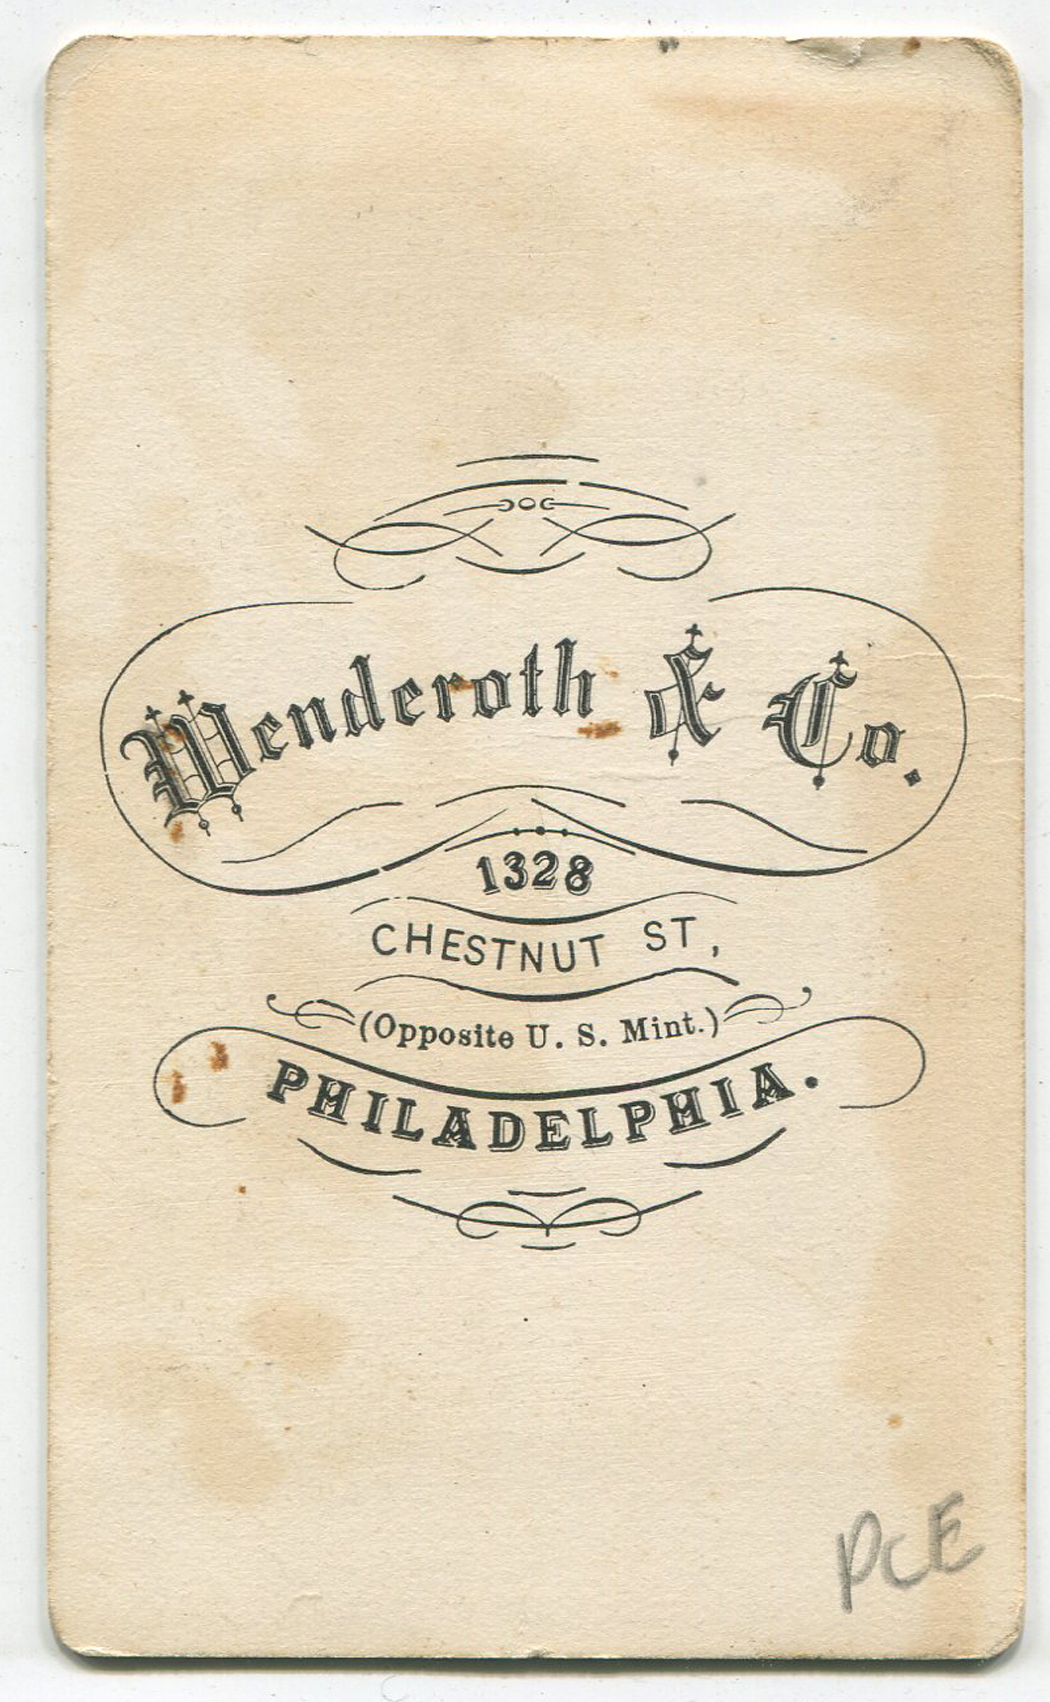 Wenderoth & Co.
1328
CHESTNUT ST,
(Opposite U. S. Mint.)
PHILADELPHIA.
PCE